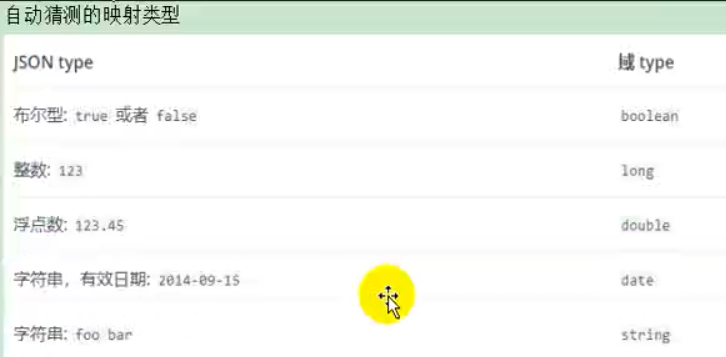 自动猜测的映射类型
JSON type 域 type
布尔型: true 或者 false boolean
整数: 123 long
浮点数: 123.45 double
字符串，有效日期: 2014-09-15 date
字符串: foo bar string